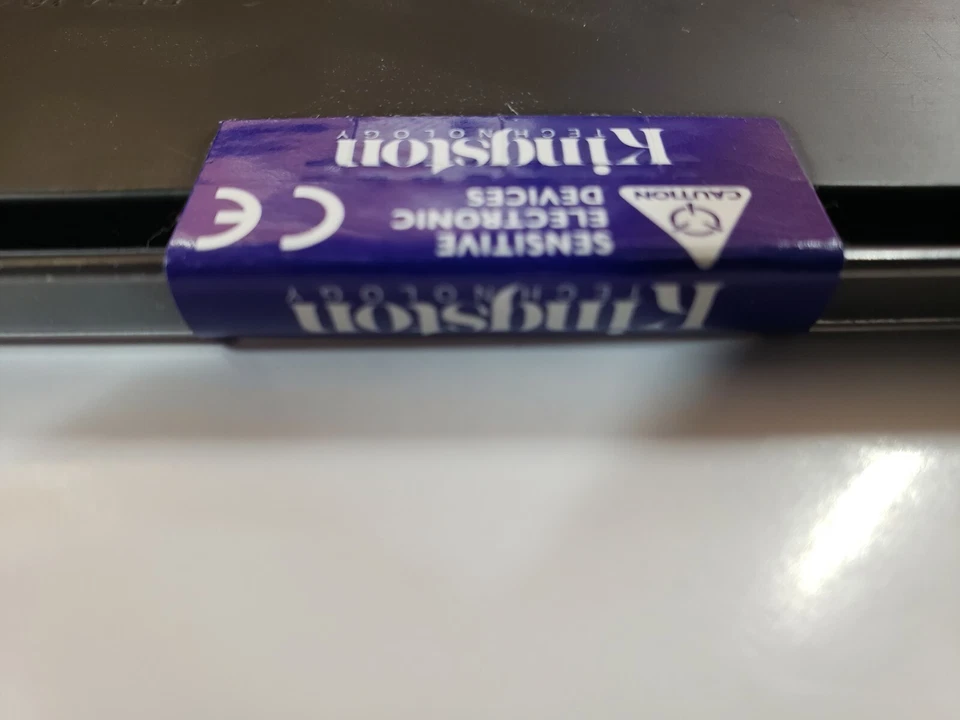 Kingston
TECHNOLOGY
CAUTION
SENSITIVE
ELECTRONIC
DEVICES
CE
Kingston
TECHNOLOGY